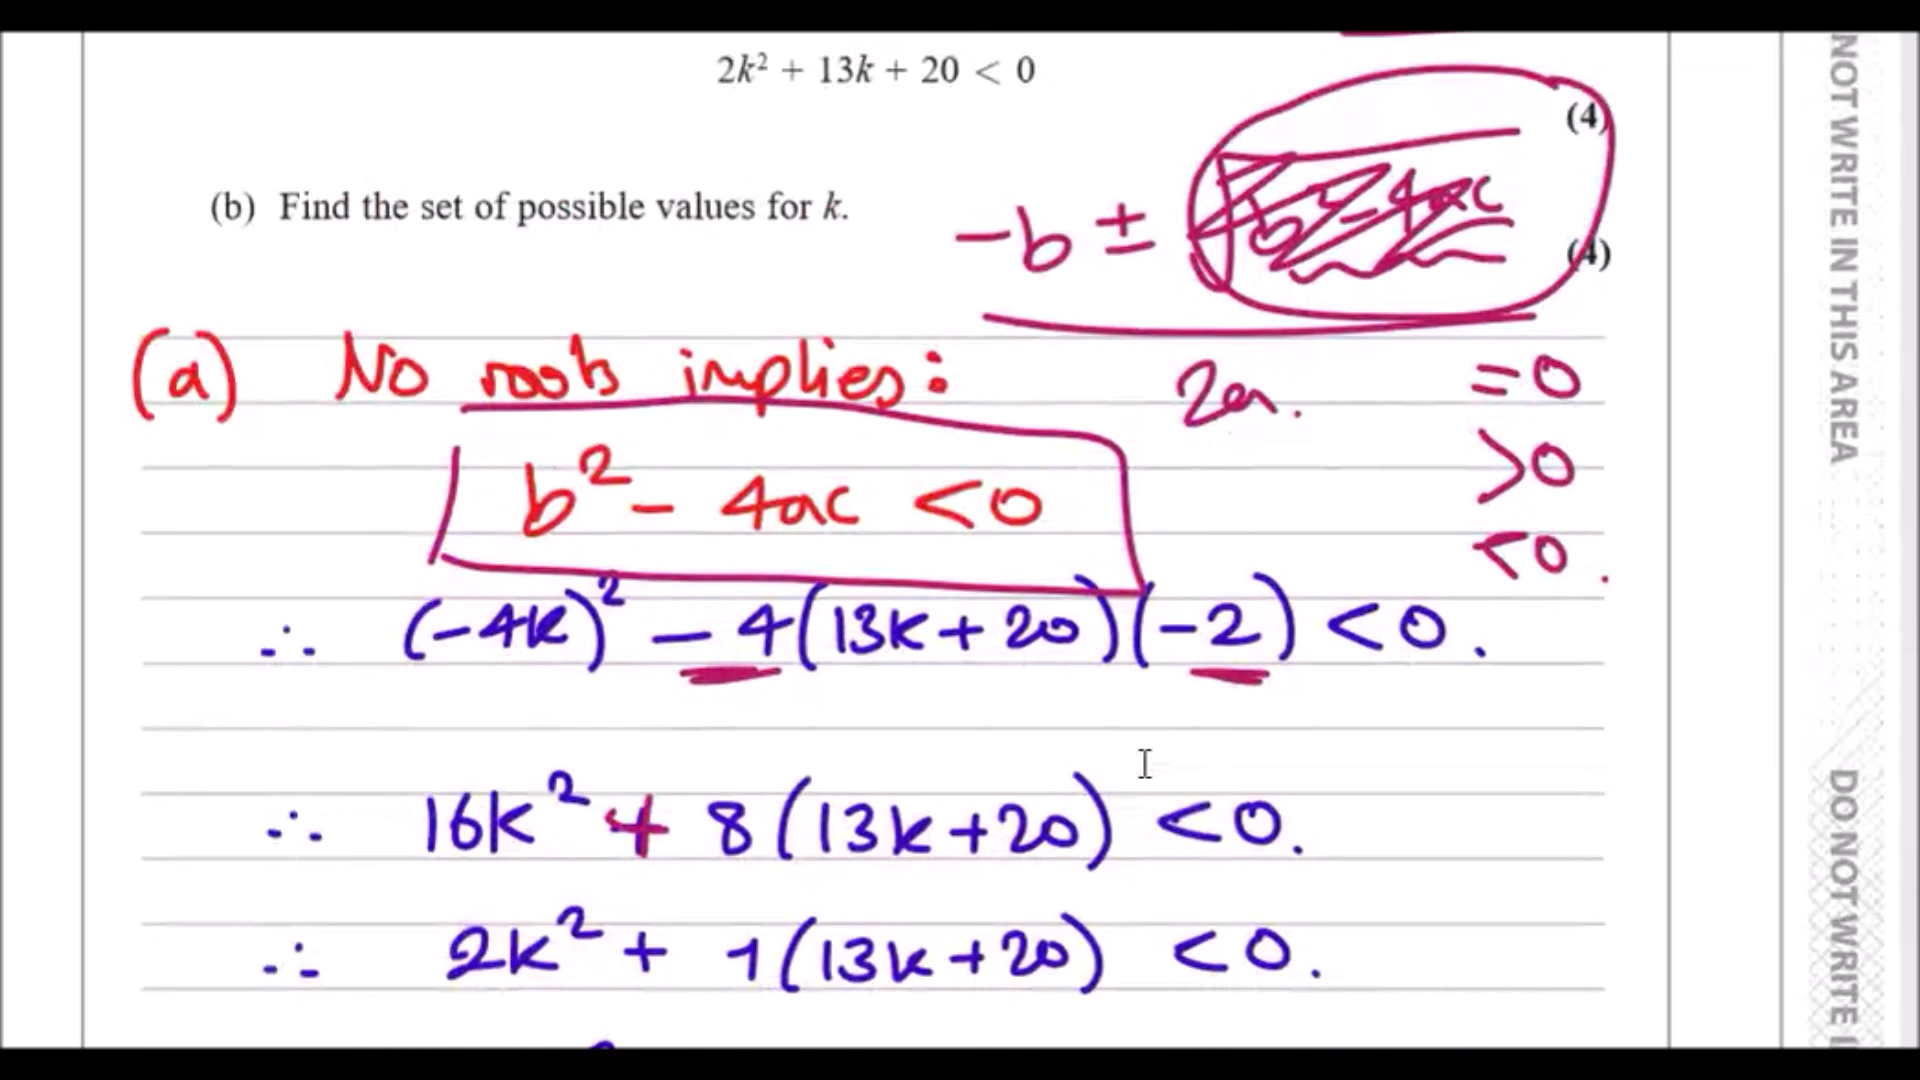 2k² + 13k + 20 < 0
(4)
(b) Find the set of possible values for k.
(4)
-b ± √b² - 4ac
2a.
(a) No roots implies:
= 0
b² - 4ac < 0
> 0
< 0.
∴ (-4k)² - 4(13k + 20)(-2) < 0.
∴ 16k² + 8(13k + 20) < 0.
∴ 2k² + 1(13k + 20) < 0.
NOT WRITE IN THIS AREA
DO NOT WRITE I